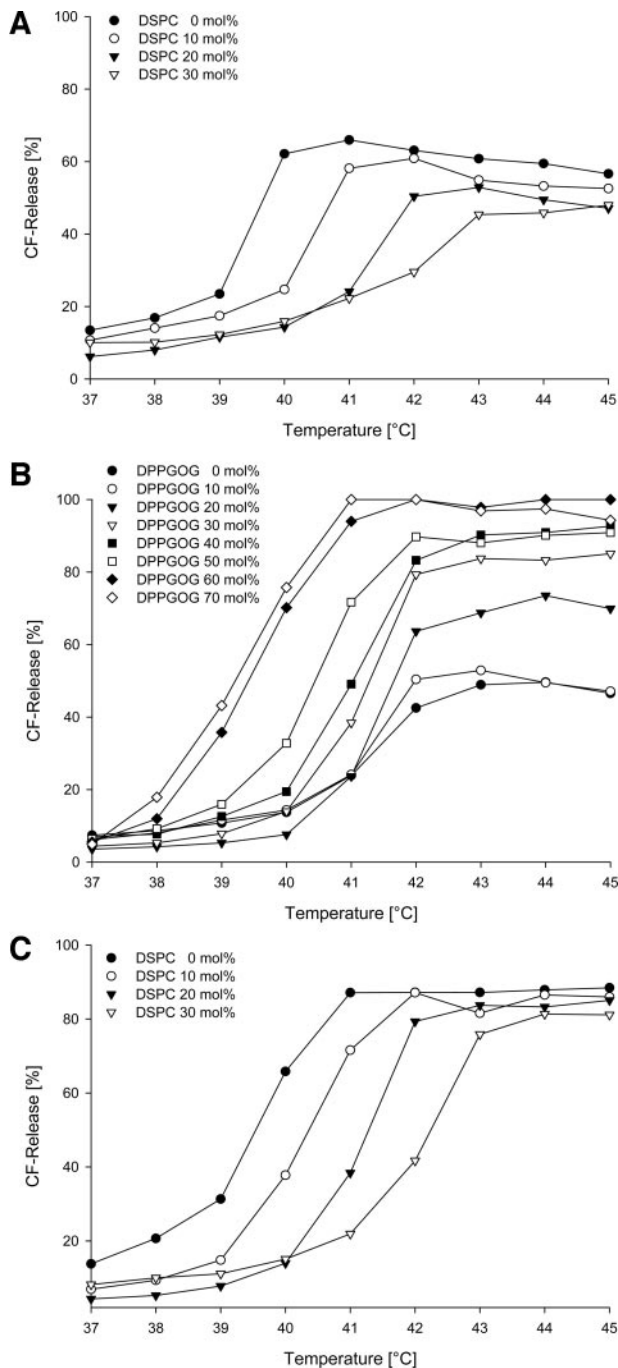 A
DSPC 0 mol%
DSPC 10 mol%
DSPC 20 mol%
DSPC 30 mol%
100
80
60
40
20
0
CF-Release [%]
37 38 39 40 41 42 43 44 45
Temperature [°C]
B
DPPGOG 0 mol%
DPPGOG 10 mol%
DPPGOG 20 mol%
DPPGOG 30 mol%
DPPGOG 40 mol%
DPPGOG 50 mol%
DPPGOG 60 mol%
DPPGOG 70 mol%
100
80
60
40
20
0
CF-Release [%]
37 38 39 40 41 42 43 44 45
Temperature [°C]
C
DSPC 0 mol%
DSPC 10 mol%
DSPC 20 mol%
DSPC 30 mol%
100
80
60
40
20
CF-Release [%]
37 38 39 40 41 42 43 44 45
Temperature [°C]